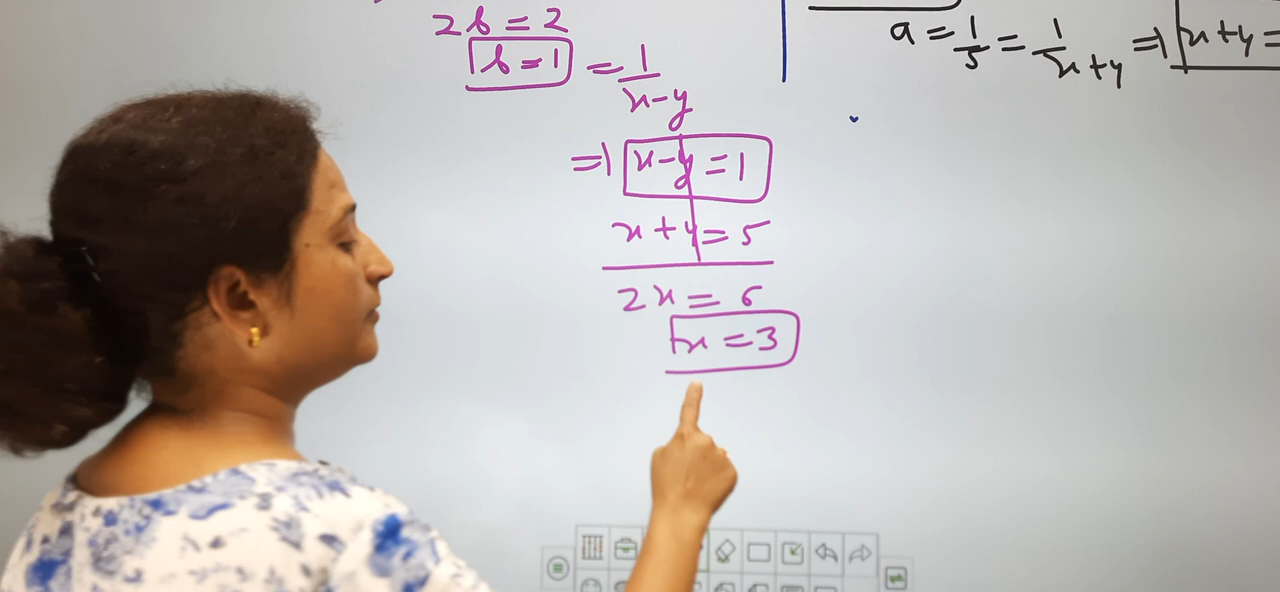 2b = 2
b = 1 = 1/(x-y)
⇒ x-y = 1
x+y = 5
2x = 6
x = 3
a = 1/5 = 1/(x+y) ⇒ x+y =